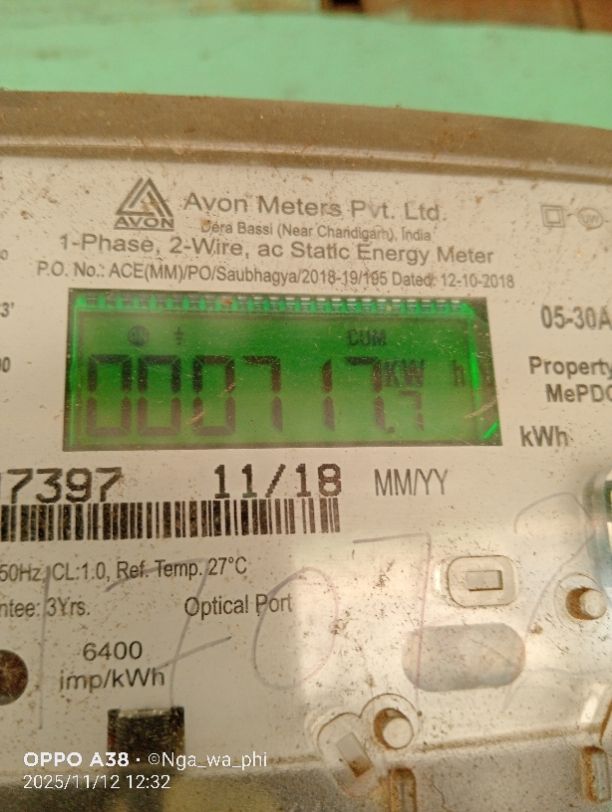 AVON
Avon Meters Pvt. Ltd.
Dera Bassi (Near Chandigarh), India
1-Phase, 2-Wire, ac Static Energy Meter
P.O. No.: ACE(MM)/PO/Saubhagya/2018-19/195 Dated: 12-10-2018
05-30A
CUM
000717.7 KW h
Property
MePDC
kWh
7397 11/18 MM/YY
50Hz, CL:1.0, Ref. Temp. 27°C
ntee: 3Yrs. Optical Port
6400
imp/kWh
OPPO A38 · ©Nga_wa_phi
2025/11/12 12:32